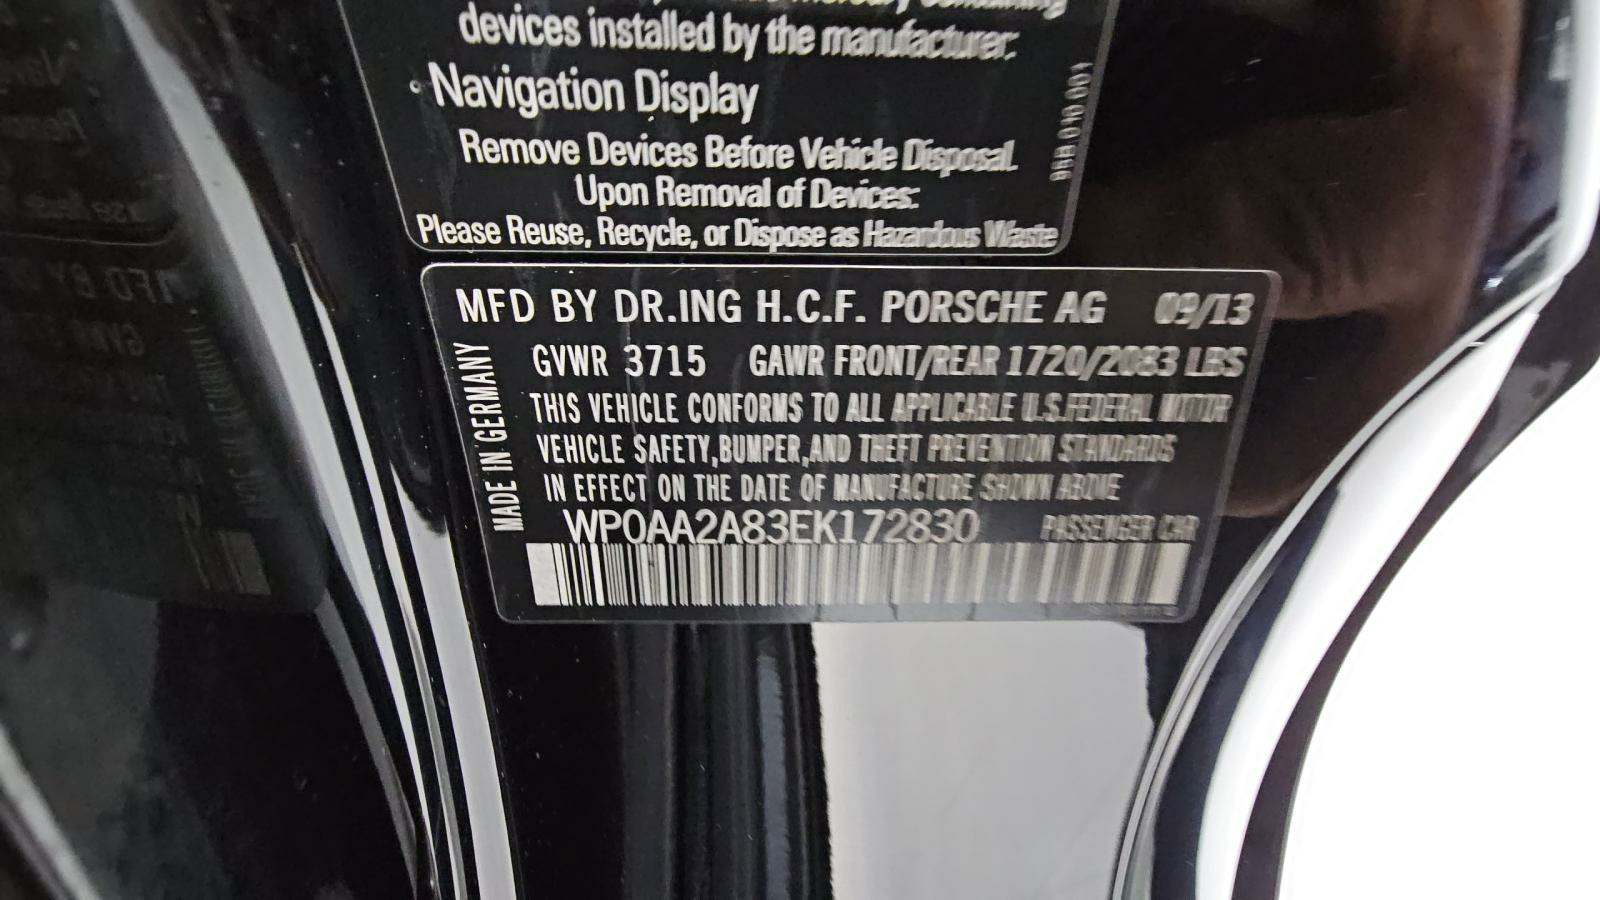 devices installed by the manufacturer:
◦ Navigation Display
Remove Devices Before Vehicle Disposal.
Upon Removal of Devices:
Please Reuse, Recycle, or Dispose as Hazardous Waste
MFD BY DR.ING H.C.F. PORSCHE AG 09/13
GVWR 3715 GAWR FRONT/REAR 1720/2083 LBS
THIS VEHICLE CONFORMS TO ALL APPLICABLE U.S.FEDERAL MOTOR
VEHICLE SAFETY,BUMPER,AND THEFT PREVENTION STANDARDS
IN EFFECT ON THE DATE OF MANUFACTURE SHOWN ABOVE
WP0AA2A83EK172830 PASSENGER CAR
MADE IN GERMANY